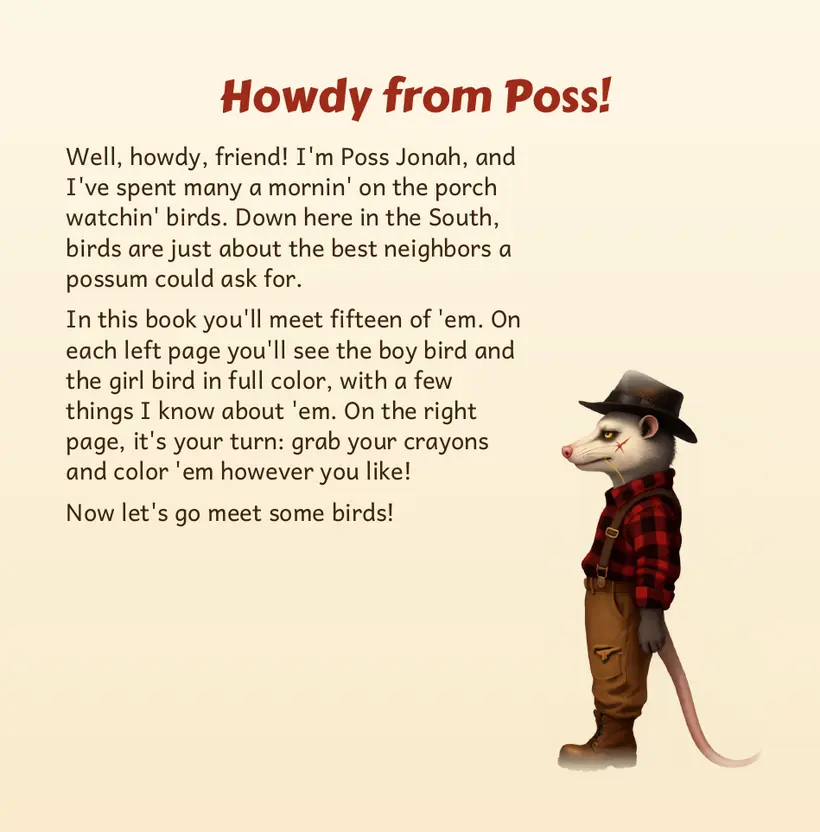 Howdy from Poss!
Well, howdy, friend! I'm Poss Jonah, and
I've spent many a mornin' on the porch
watchin' birds. Down here in the South,
birds are just about the best neighbors a
possum could ask for.
In this book you'll meet fifteen of 'em. On
each left page you'll see the boy bird and
the girl bird in full color, with a few
things I know about 'em. On the right
page, it's your turn: grab your crayons
and color 'em however you like!
Now let's go meet some birds!